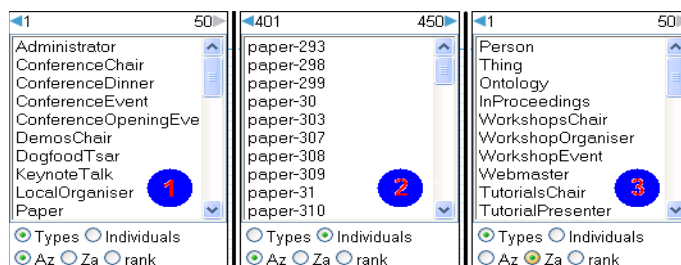 1 50
Administrator
ConferenceChair
ConferenceDinner
ConferenceEvent
ConferenceOpeningEve
DemosChair
DogfoodTsar
KeynoteTalk
LocalOrganiser
Paper
1
Types Individuals
Az Za rank
401 450
paper-293
paper-298
paper-299
paper-30
paper-303
paper-307
paper-308
paper-309
paper-31
paper-310
2
Types Individuals
Az Za rank
1 50
Person
Thing
Ontology
InProceedings
WorkshopsChair
WorkshopOrganiser
WorkshopEvent
Webmaster
TutorialsChair
TutorialPresenter
3
Types Individuals
Az Za rank